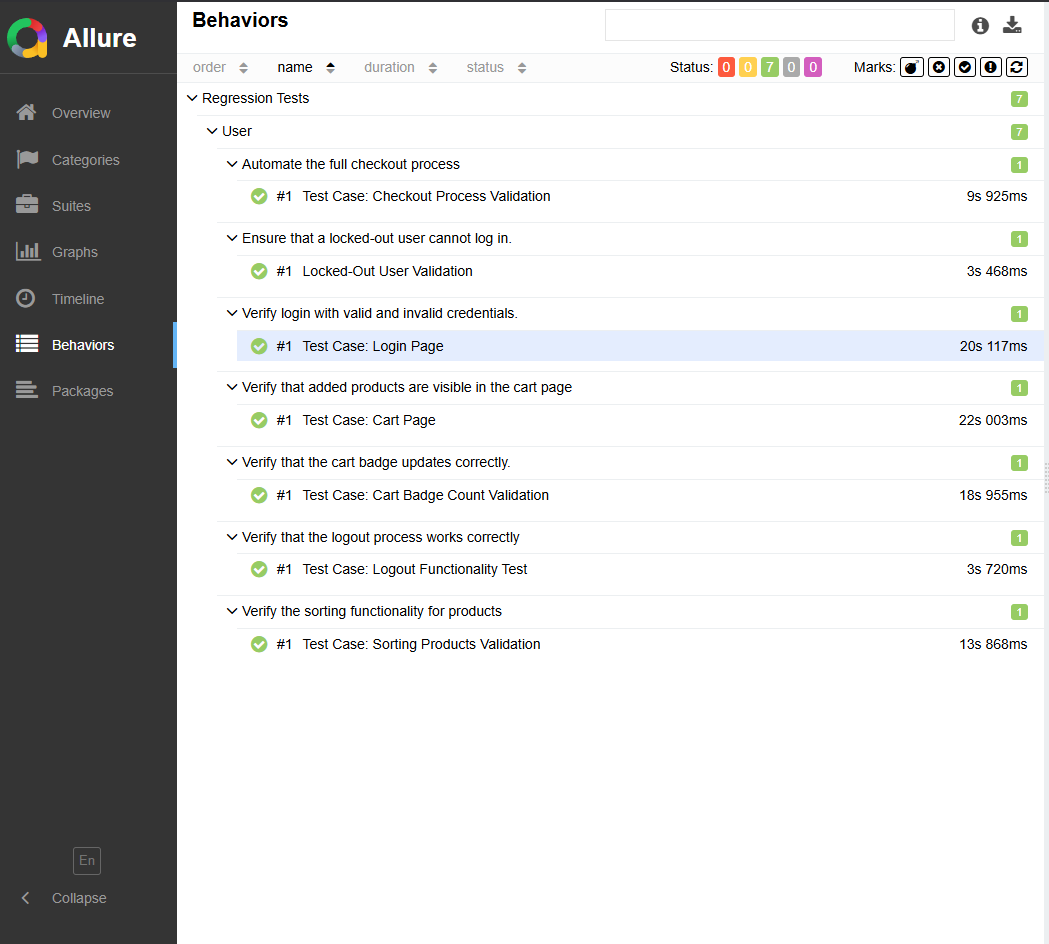 Allure
Overview
Categories
Suites
Graphs
Timeline
Behaviors
Packages
En
Collapse
Behaviors
order name duration status Status: 0 0 7 0 0 Marks:
Regression Tests 7
User 7
Automate the full checkout process 1
#1 Test Case: Checkout Process Validation 9s 925ms
Ensure that a locked-out user cannot log in. 1
#1 Locked-Out User Validation 3s 468ms
Verify login with valid and invalid credentials. 1
#1 Test Case: Login Page 20s 117ms
Verify that added products are visible in the cart page 1
#1 Test Case: Cart Page 22s 003ms
Verify that the cart badge updates correctly. 1
#1 Test Case: Cart Badge Count Validation 18s 955ms
Verify that the logout process works correctly 1
#1 Test Case: Logout Functionality Test 3s 720ms
Verify the sorting functionality for products 1
#1 Test Case: Sorting Products Validation 13s 868ms